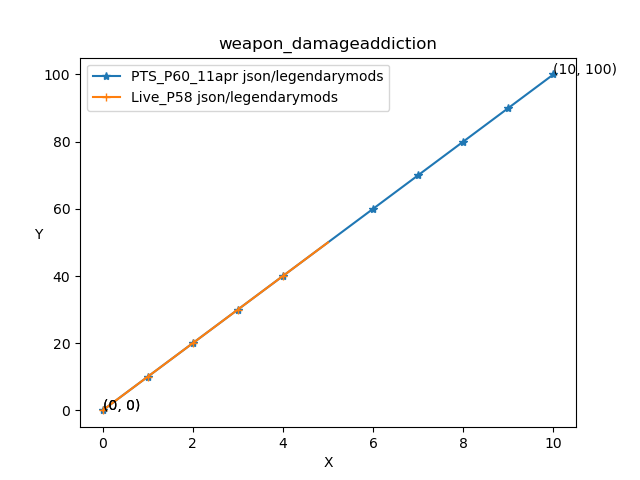 weapon_damageaddiction
PTS_P60_11apr json/legendarymods
Live_P58 json/legendarymods
(10, 100)
100
80
60
40
20
0
Y
(0, 0)
0 2 4 6 8 10
X